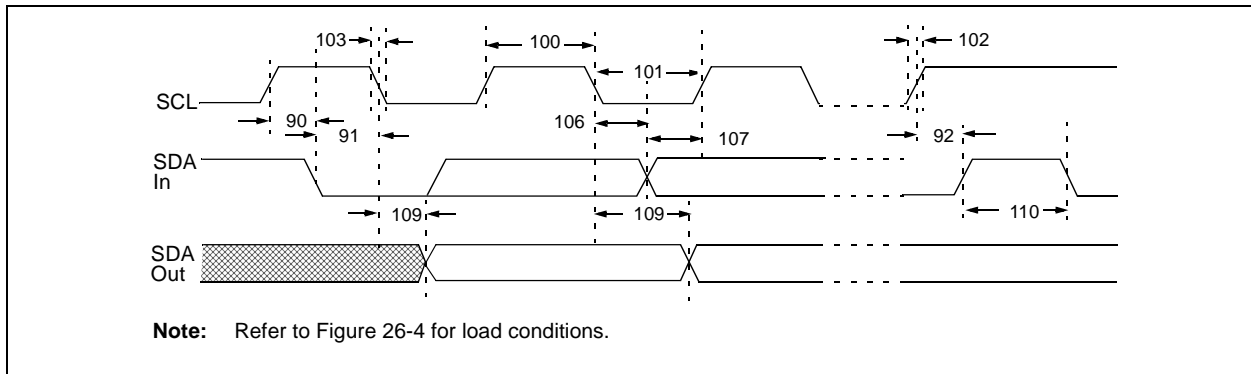 103
100
102
101
SCL
90
91
106
107
92
SDA
In
109
109
110
SDA
Out
Note: Refer to Figure 26-4 for load conditions.